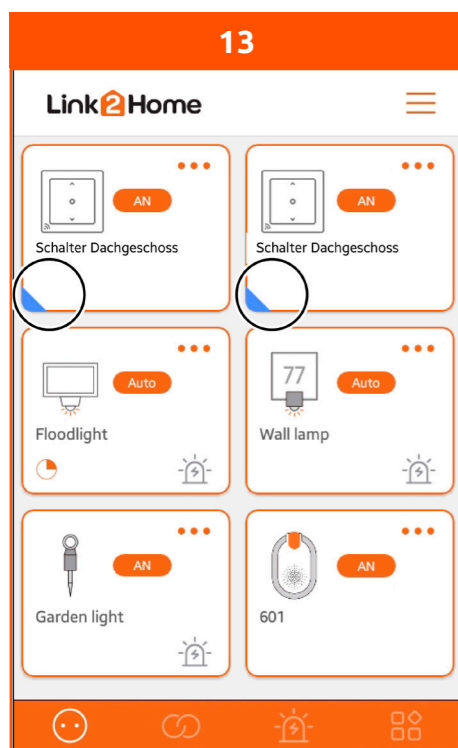 13
Link2Home
AN
AN
Schalter Dachgeschoss
Schalter Dachgeschoss
Auto
77
Auto
Floodlight
Wall lamp
AN
AN
Garden light
601